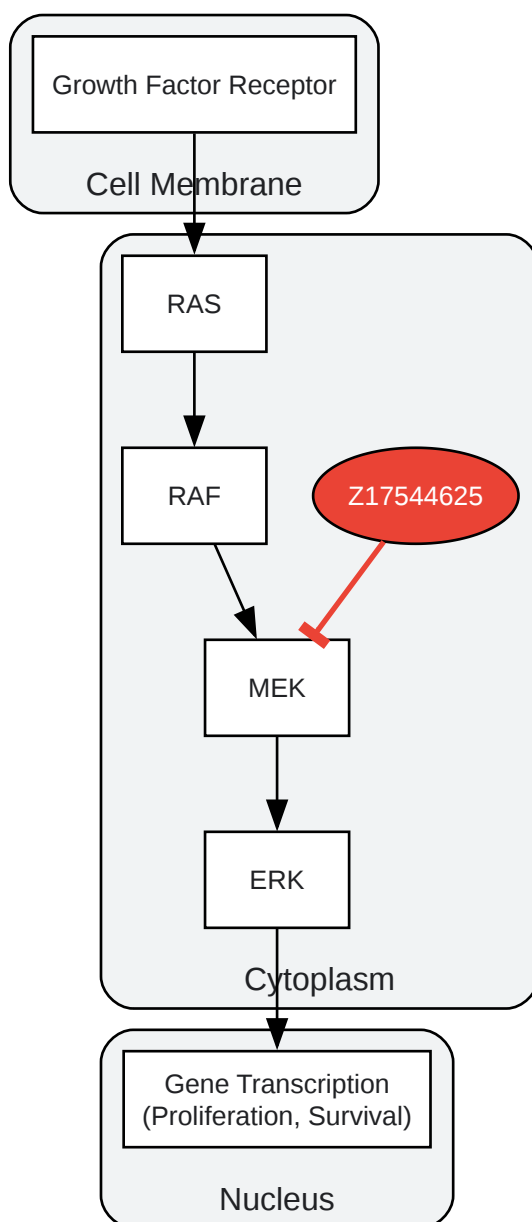 Growth Factor Receptor
Cell Membrane
RAS
RAF
Z17544625
MEK
ERK
Cytoplasm
Gene Transcription
(Proliferation, Survival)
Nucleus